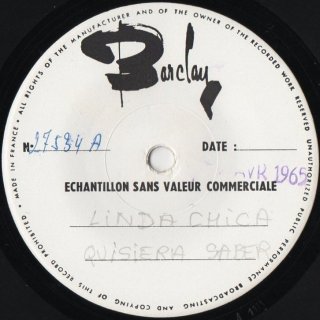 ALL RIGHTS OF THE MANUFACTURER AND OF THE OWNER OF THE RECORDED WORK RESERVED UNAUTHORIZED PUBLIC PERFORMANCE BROADCASTING AND COPYING OF THIS RECORD PROHIBITED • MADE IN FRANCE •
Barclay
N: 27584 A
DATE :
1965
ECHANTILLON SANS VALEUR COMMERCIALE
LINDA CHICA
QUISIERA SABER